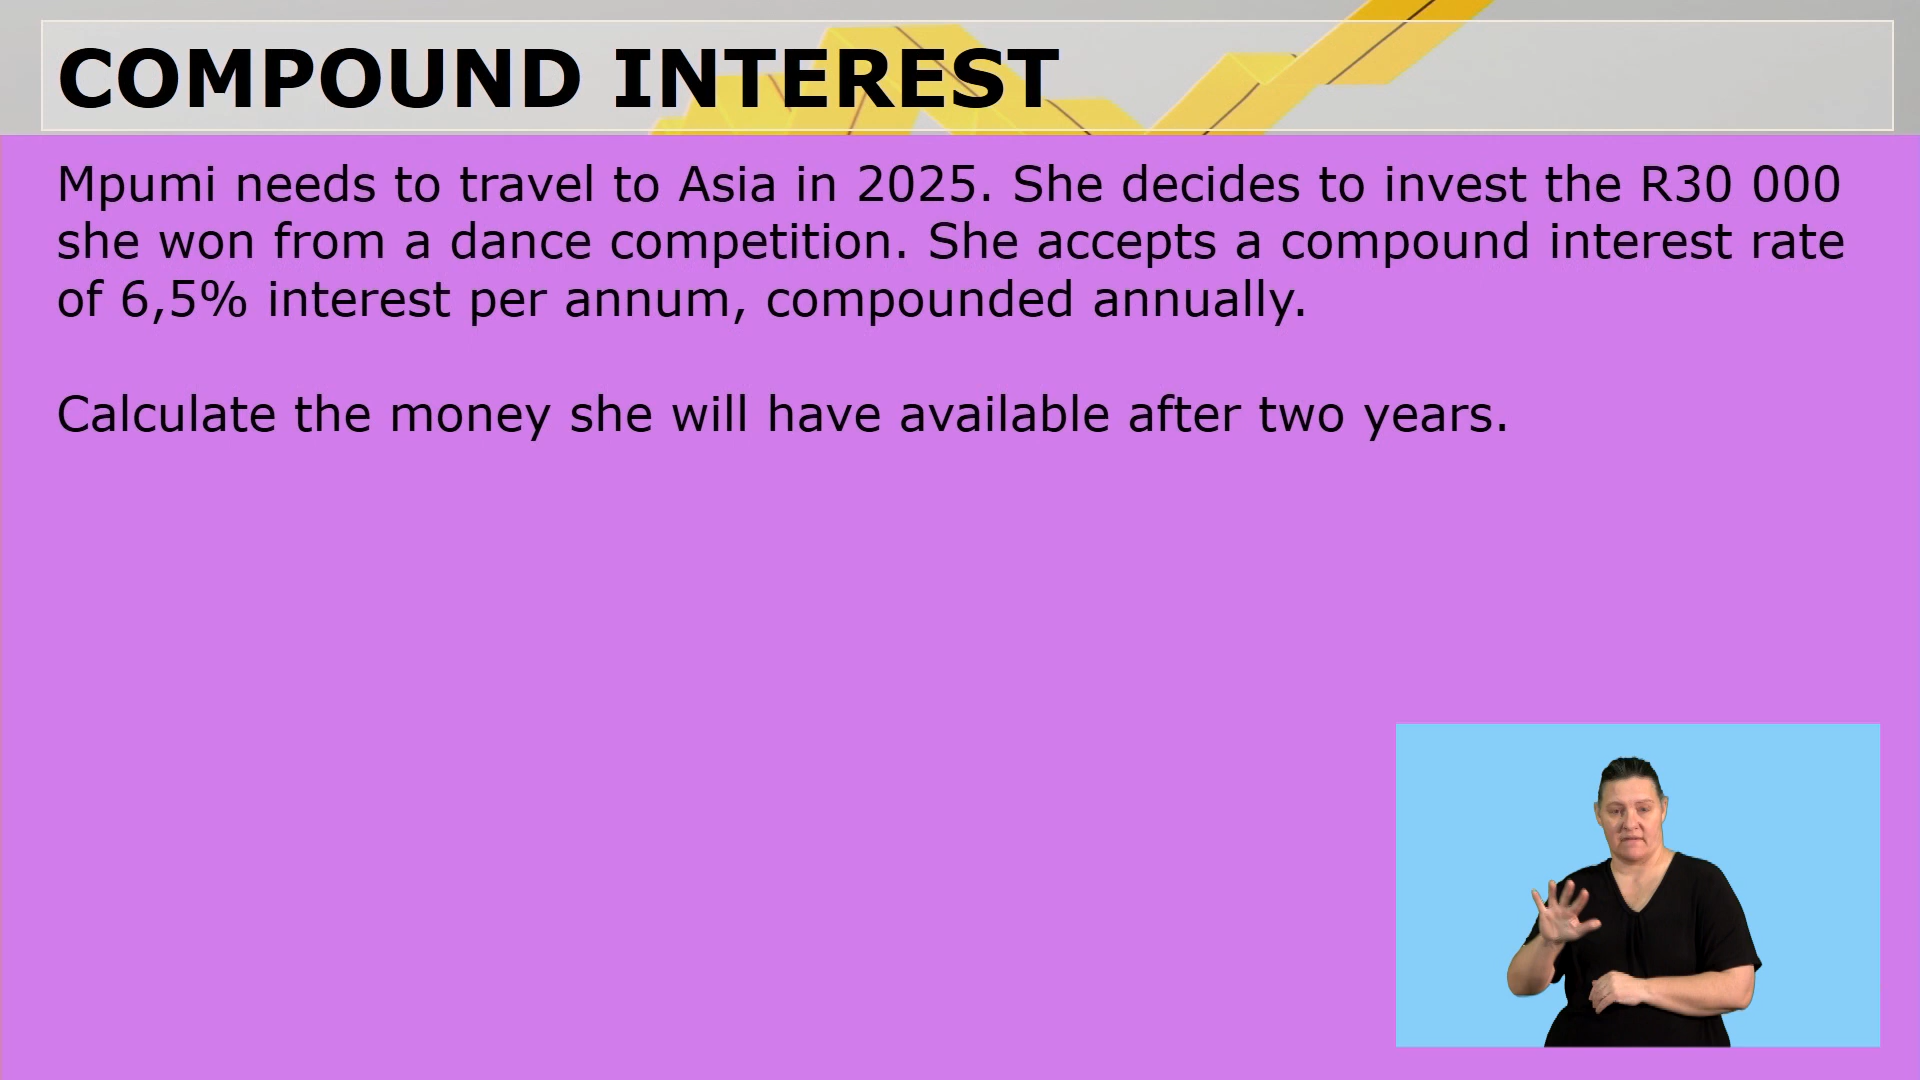 COMPOUND INTEREST
Mpumi needs to travel to Asia in 2025. She decides to invest the R30 000
she won from a dance competition. She accepts a compound interest rate
of 6,5% interest per annum, compounded annually.
Calculate the money she will have available after two years.